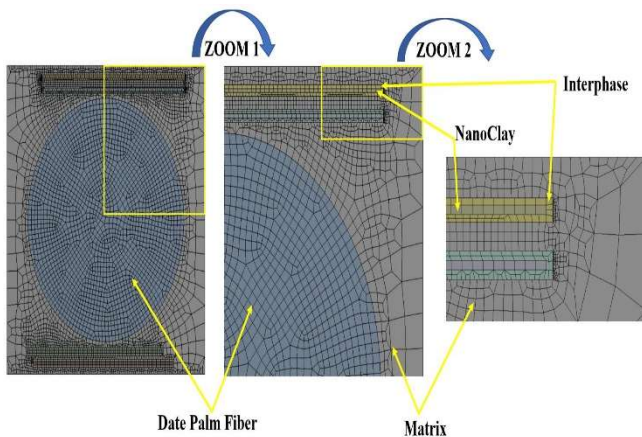 ZOOM 1
ZOOM 2
Interphase
NanoClay
Date Palm Fiber
Matrix